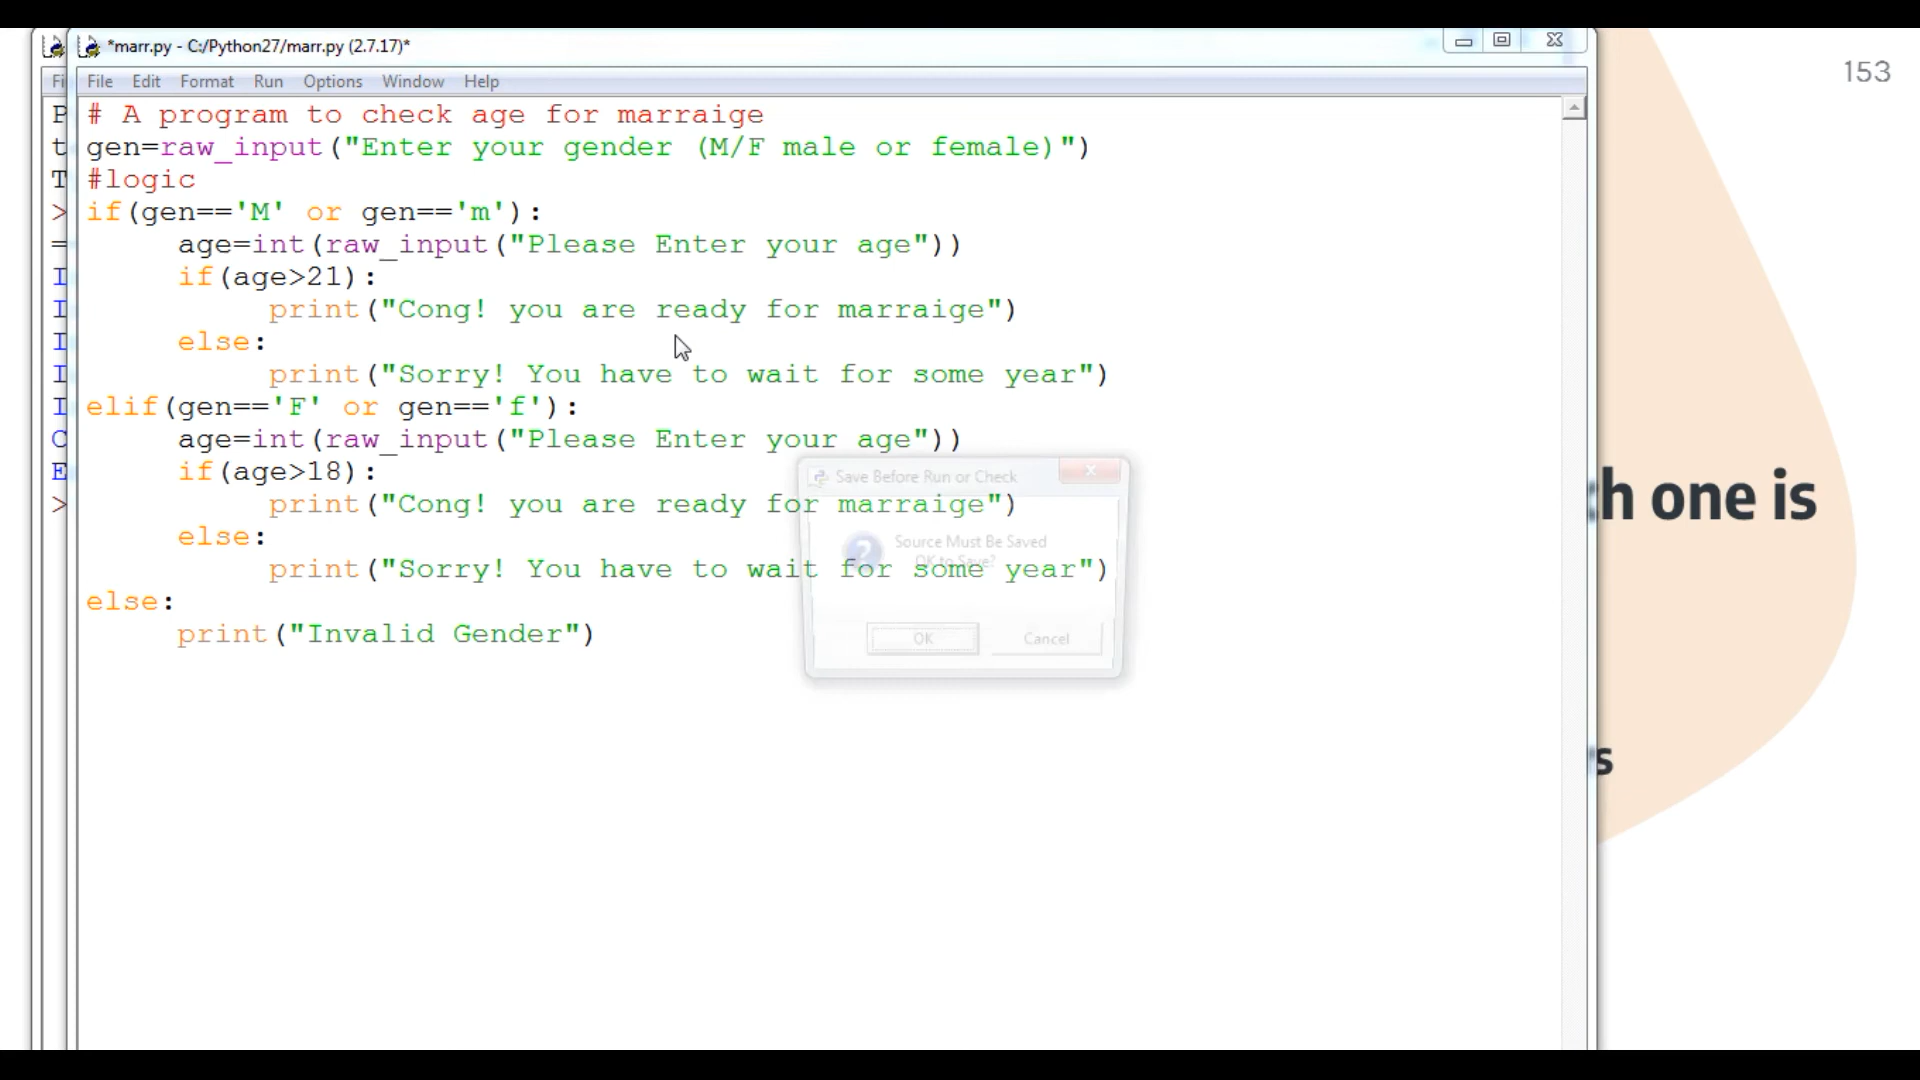 *marr.py - C:/Python27/marr.py (2.7.17)*
153
Fi
File Edit Format Run Options Window Help
P
t
T
>
=
I
I
I
I
I
C
E
>
# A program to check age for marraige
gen=raw_input("Enter your gender (M/F male or female)")
#logic
if(gen=='M' or gen=='m'):
age=int(raw_input("Please Enter your age"))
if(age>21):
print("Cong! you are ready for marraige")
else:
print("Sorry! You have to wait for some year")
elif(gen=='F' or gen=='f'):
age=int(raw_input("Please Enter your age"))
if(age>18):
print("Cong! you are ready for marraige")
else:
print("Sorry! You have to wait for some year")
else:
print("Invalid Gender")
Save Before Run or Check
Source Must Be Saved
OK to Save?
OK Cancel
h one is
s